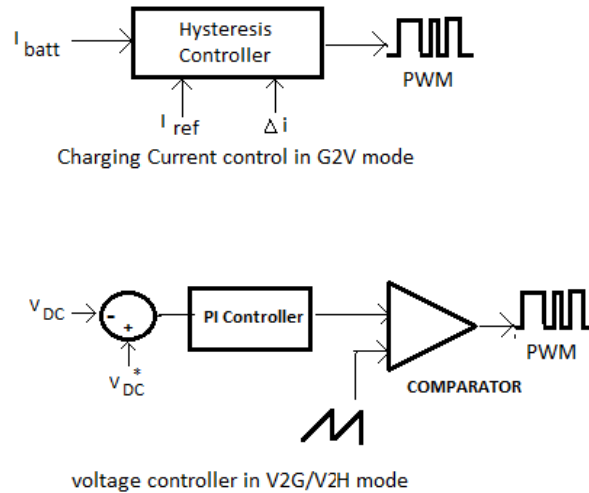 I batt
Hysteresis
Controller
PWM
I ref
Δ i
Charging Current control in G2V mode
V DC
-
+
V DC *
PI Controller
COMPARATOR
PWM
voltage controller in V2G/V2H mode